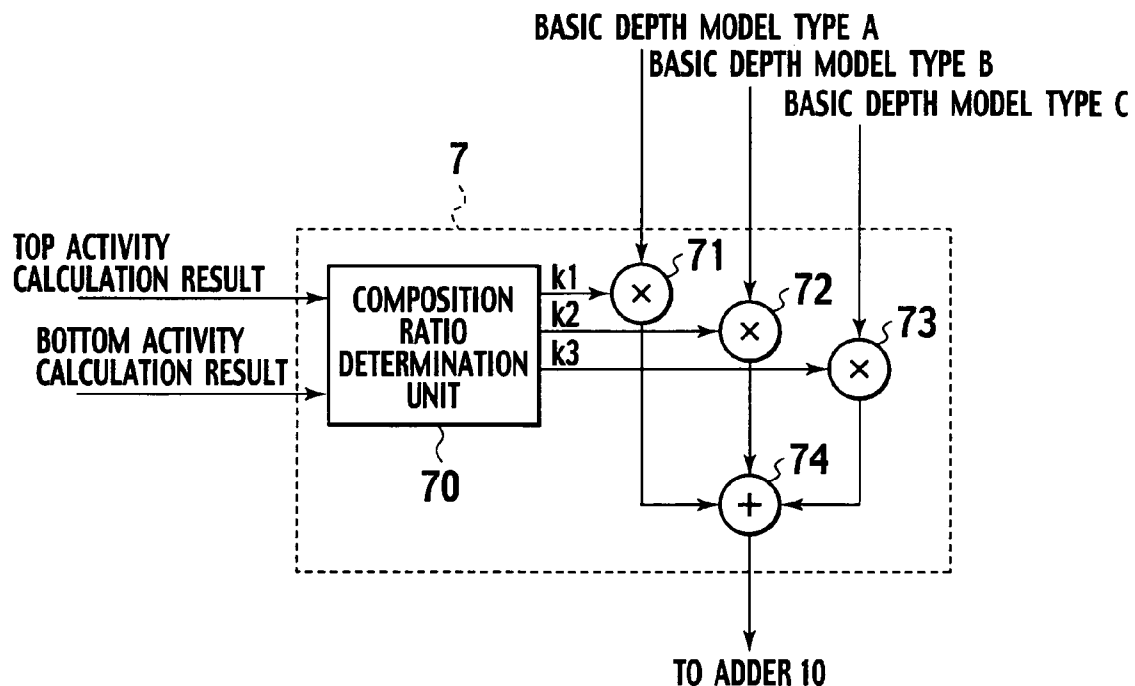 BASIC DEPTH MODEL TYPE A
BASIC DEPTH MODEL TYPE B
BASIC DEPTH MODEL TYPE C
7
TOP ACTIVITY
CALCULATION RESULT
BOTTOM ACTIVITY
CALCULATION RESULT
COMPOSITION
RATIO
DETERMINATION
UNIT
70
k1
k2
k3
×
71
×
72
×
73
+
74
TO ADDER 10